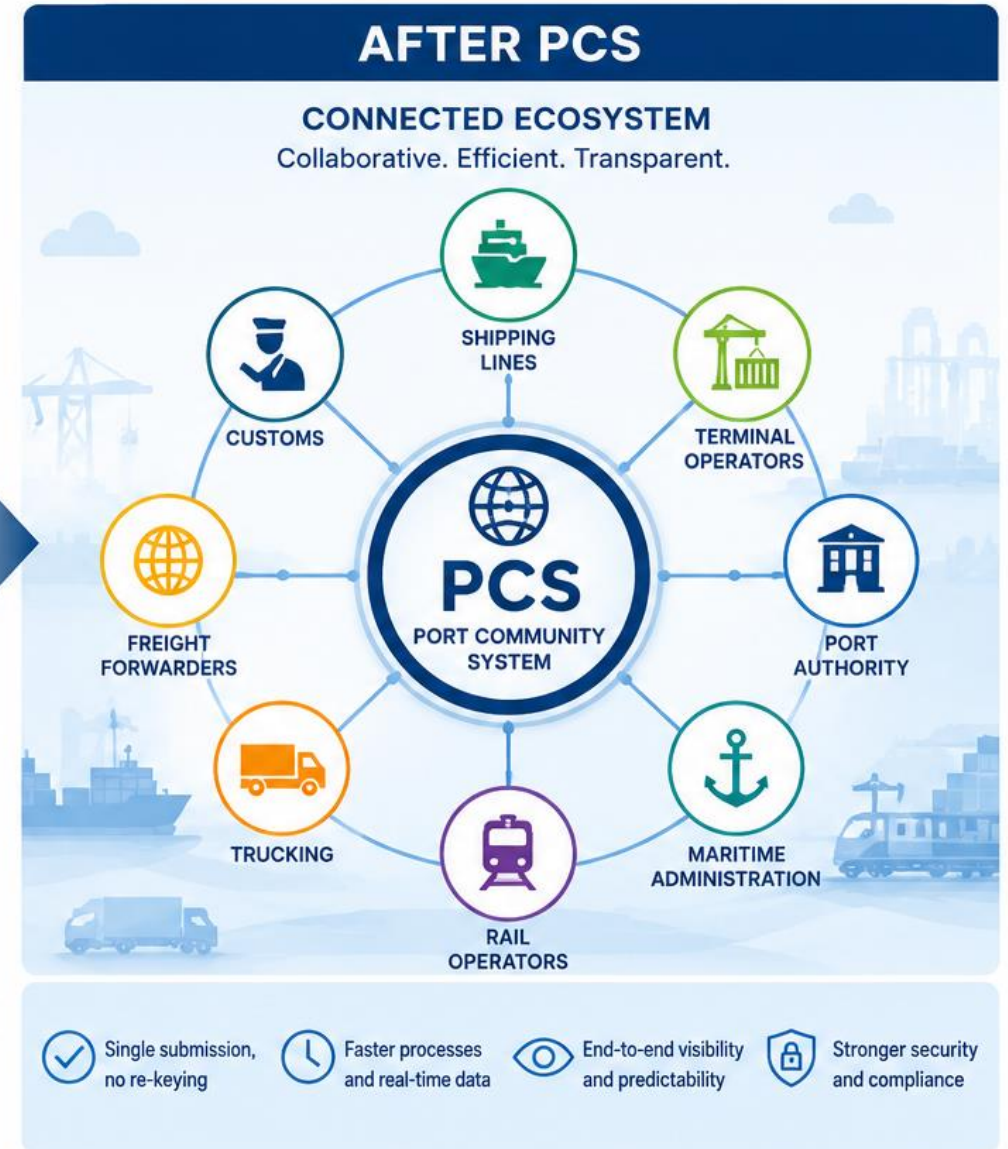 AFTER PCS
CONNECTED ECOSYSTEM
Collaborative. Efficient. Transparent.
SHIPPING
LINES
CUSTOMS
TERMINAL
OPERATORS
PCS
PORT COMMUNITY
SYSTEM
FREIGHT
FORWARDERS
PORT
AUTHORITY
TRUCKING
MARITIME
ADMINISTRATION
RAIL
OPERATORS
Single submission,
no re-keying
Faster processes
and real-time data
End-to-end visibility
and predictability
Stronger security
and compliance